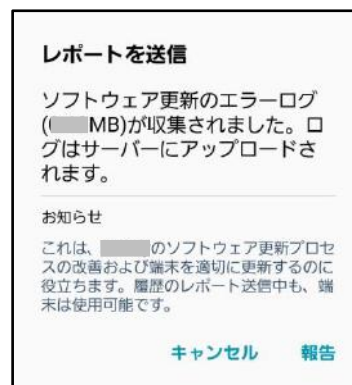 レポートを送信
ソフトウェア更新のエラーログ
( MB)が収集されました。ロ
グはサーバーにアップロードさ
れます。
お知らせ
これは、 のソフトウェア更新プロセ
スの改善および端末を適切に更新するのに
役立ちます。履歴のレポート送信中も、端
末は使用可能です。
キャンセル 報告